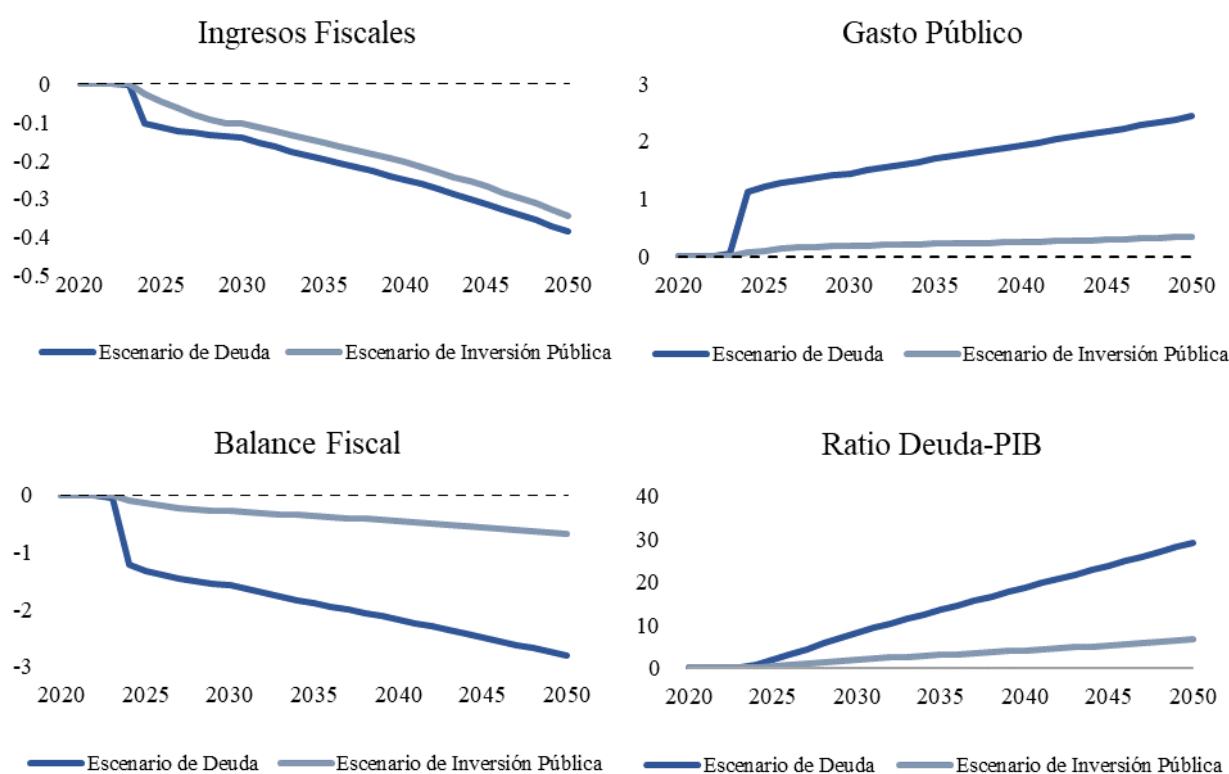 Ingresos Fiscales
0
-0.1
-0.2
-0.3
-0.4
-0.5
2020 2025 2030 2035 2040 2045 2050
Escenario de Deuda Escenario de Inversión Pública
Gasto Público
3
2
1
0
2020 2025 2030 2035 2040 2045 2050
Escenario de Deuda Escenario de Inversión Pública
Balance Fiscal
0
-1
-2
-3
2020 2025 2030 2035 2040 2045 2050
Escenario de Deuda Escenario de Inversión Pública
Ratio Deuda-PIB
40
30
20
10
0
2020 2025 2030 2035 2040 2045 2050
Escenario de Deuda Escenario de Inversión Pública